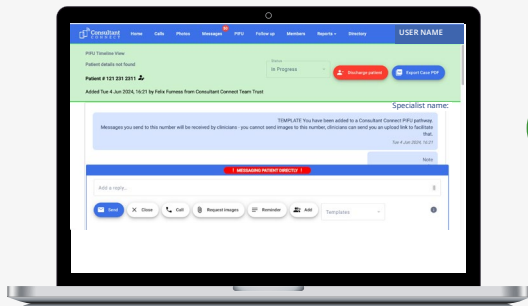 Consultant CONNECT Home Calls Photos Messages PIFU Follow up Members Reports Directory USER NAME
PIFU Timeline View
Patient details not found
Status
In Progress
Discharge patient
Export Case PDF
Patient # 121 231 2311
Added Tue 4 Jun 2024, 16:21 by Felix Furness from Consultant Connect Team Trust
Specialist name:
TEMPLATE You have been added to a Consultant Connect PIFU pathway.
Messages you send to this number will be received by clinicians - you cannot send images to this number, clinicians can send you an upload link to facilitate
that.
Tue 4 Jun 2024, 16:21
Note
! MESSAGING PATIENT DIRECTLY !
Add a reply...
Send Close Call Request images Reminder Add Templates